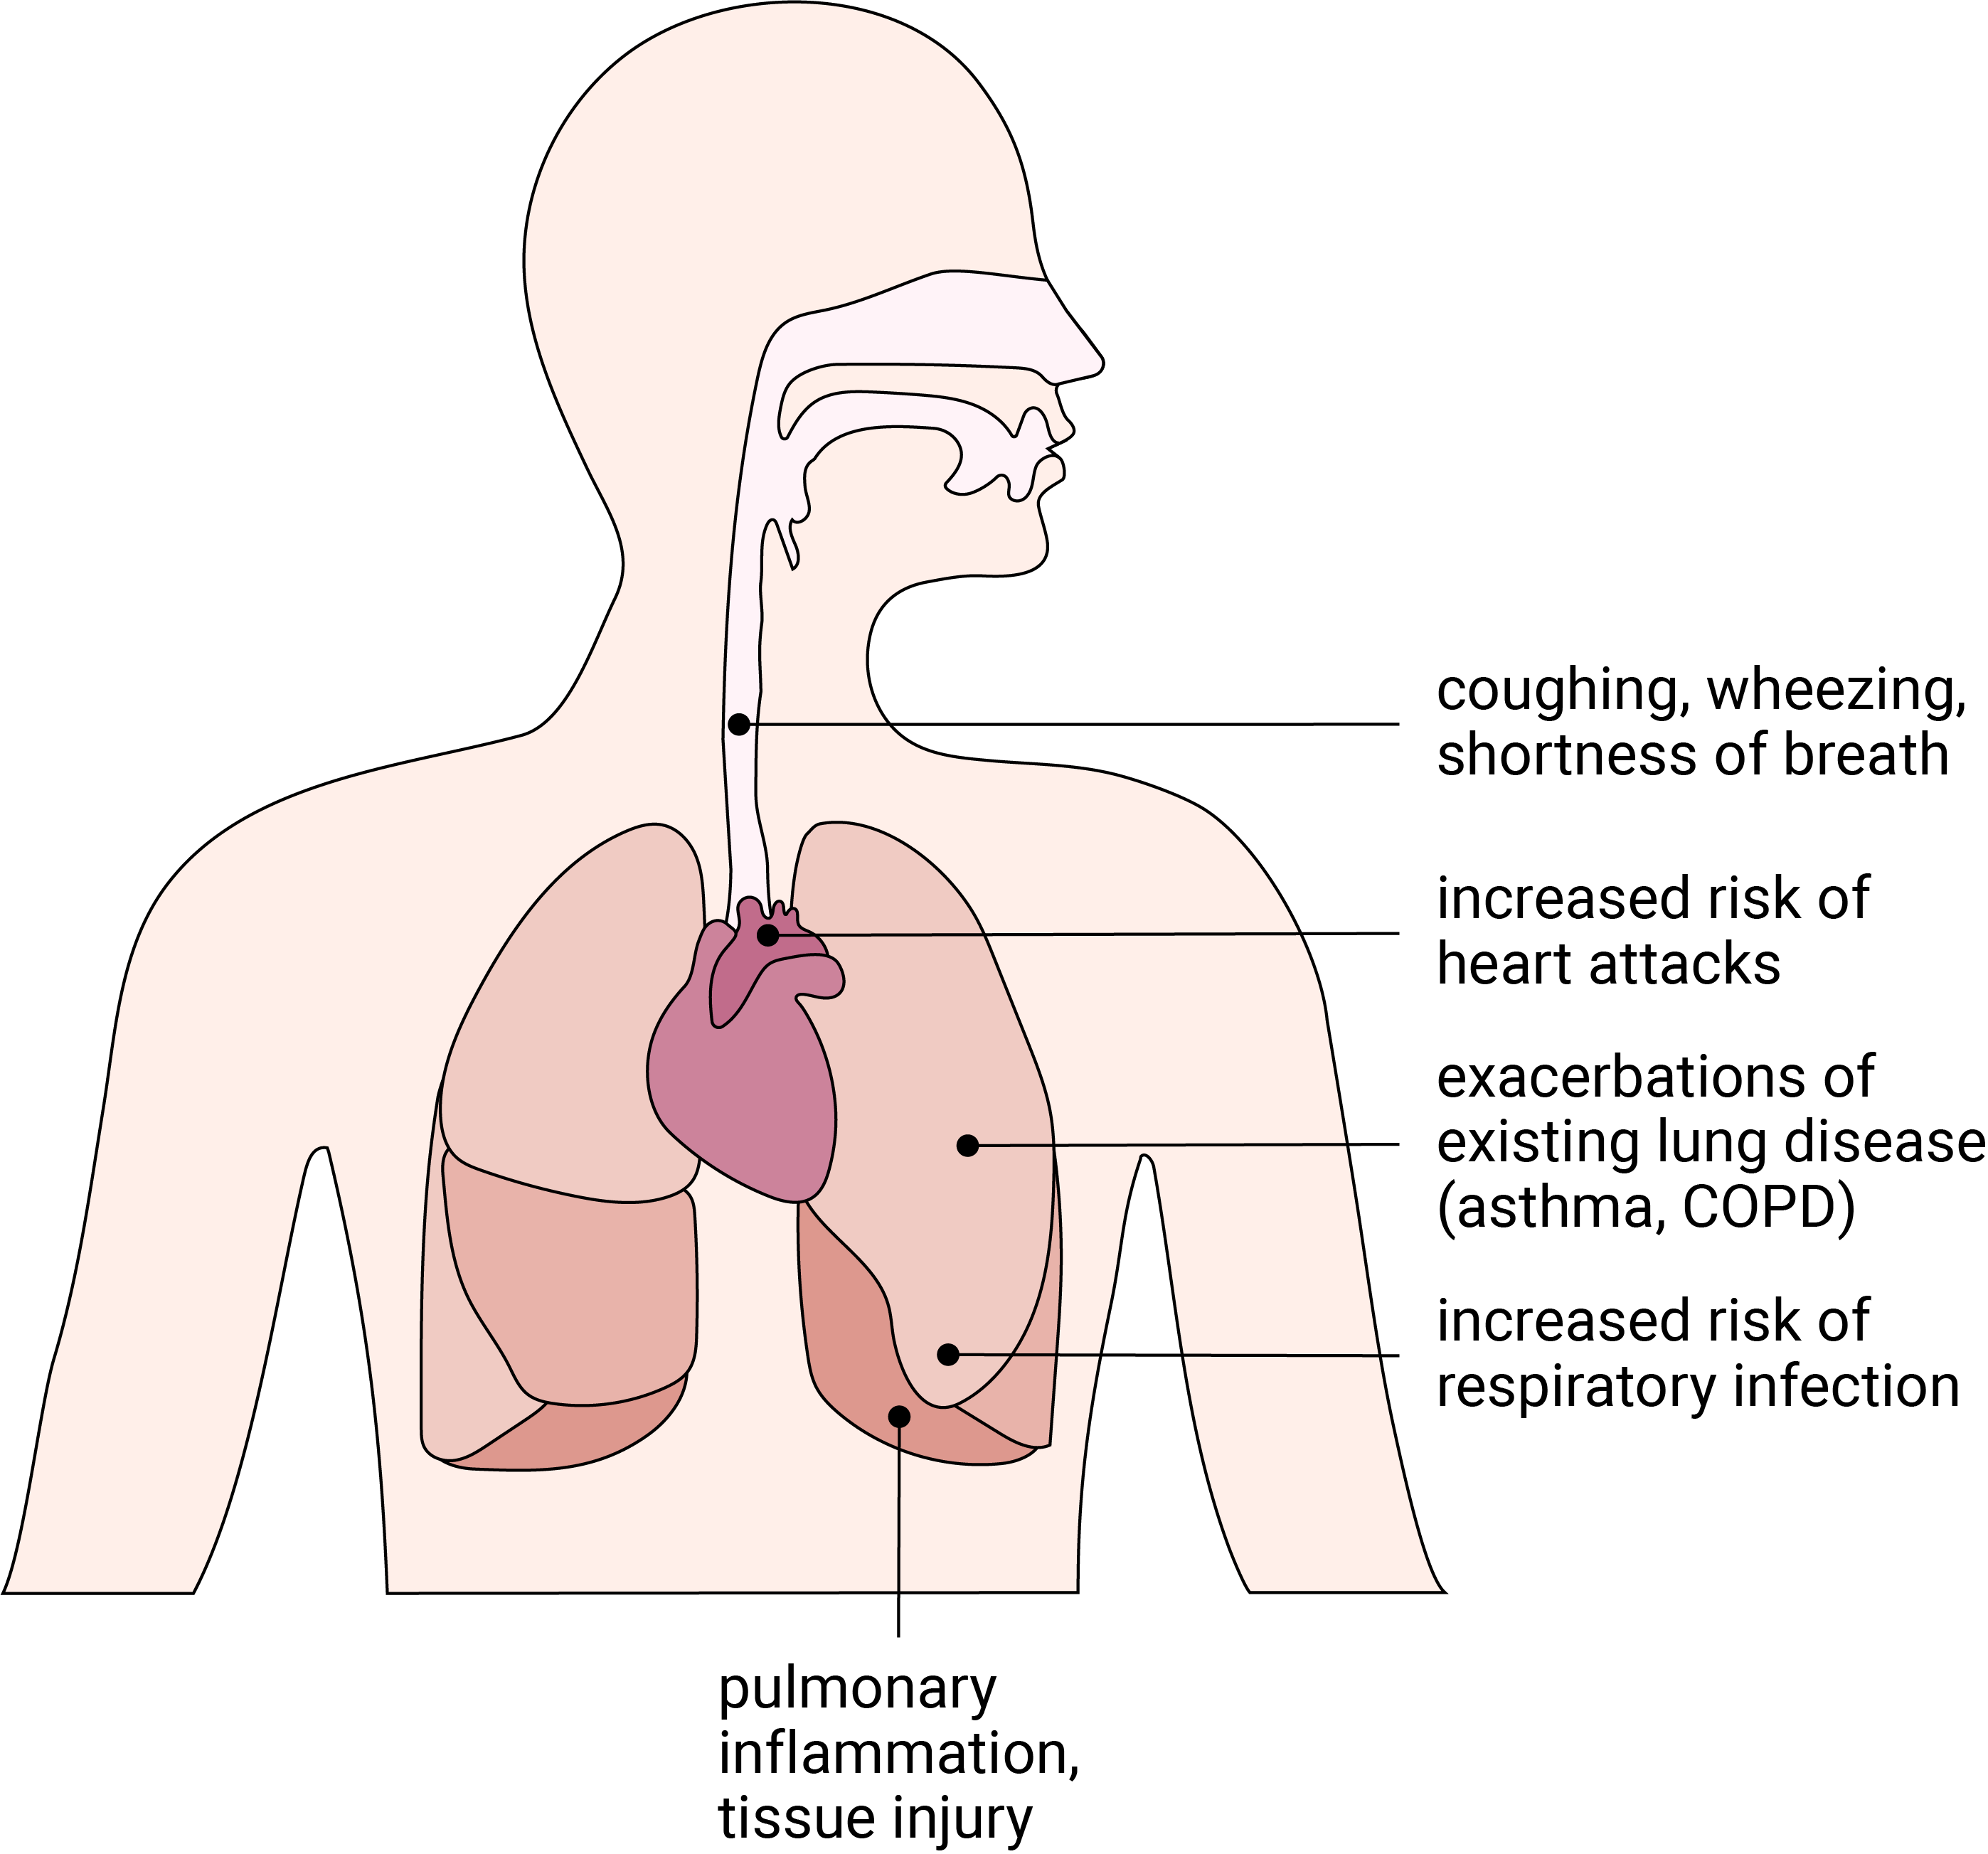 coughing, wheezing,
shortness of breath
increased risk of
heart attacks
exacerbations of
existing lung disease
(asthma, COPD)
increased risk of
respiratory infection
pulmonary
inflammation,
tissue injury